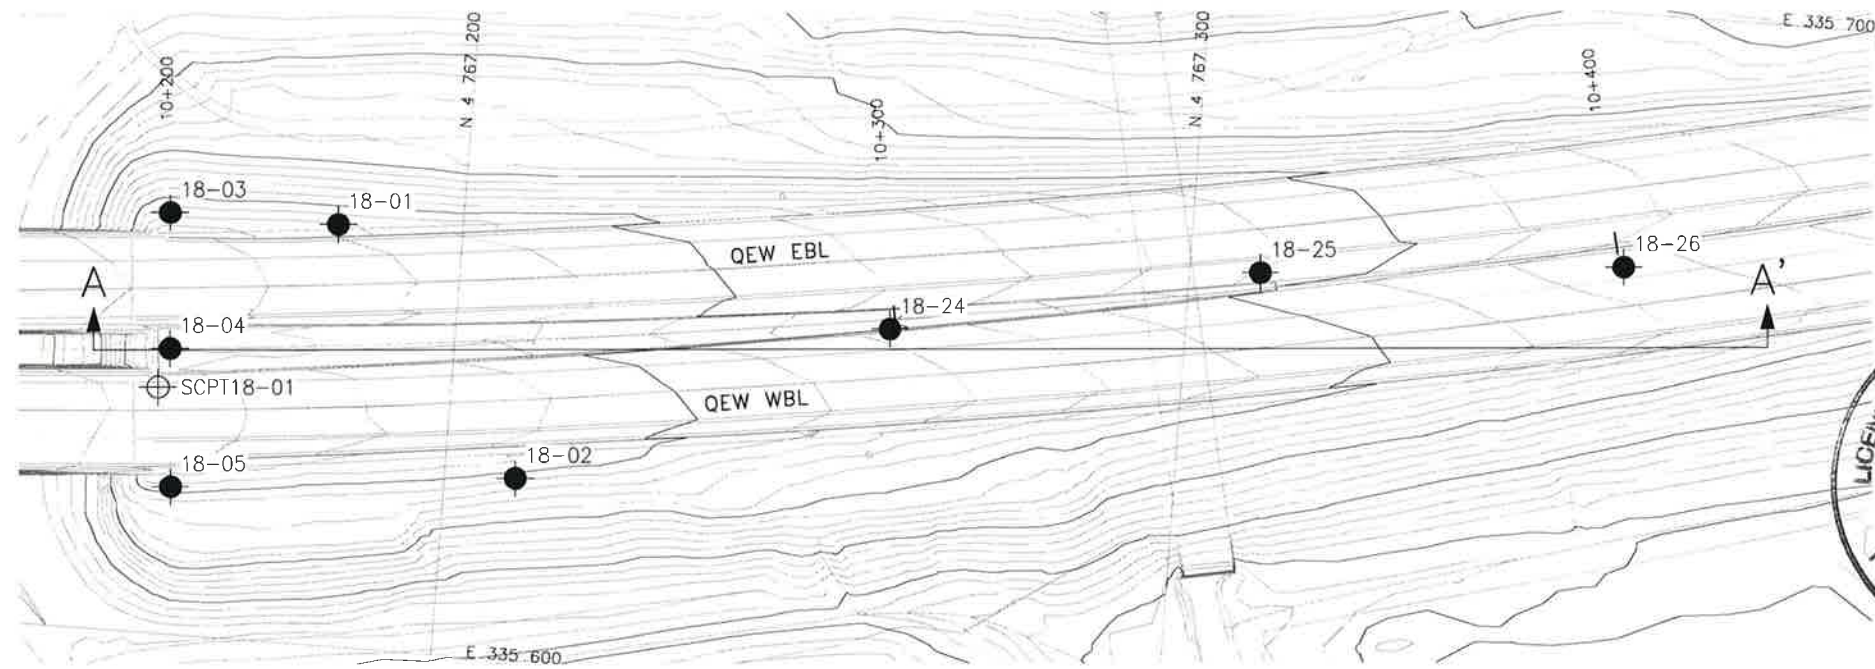 E 335 700
10+200
N 4 767 200
10+300
N 4 767 300
10+400
18-03
18-01
QEW EBL
18-25
18-26
A
A'
18-24
18-04
SCPT18-01
QEW WBL
18-05
18-02
E 335 600